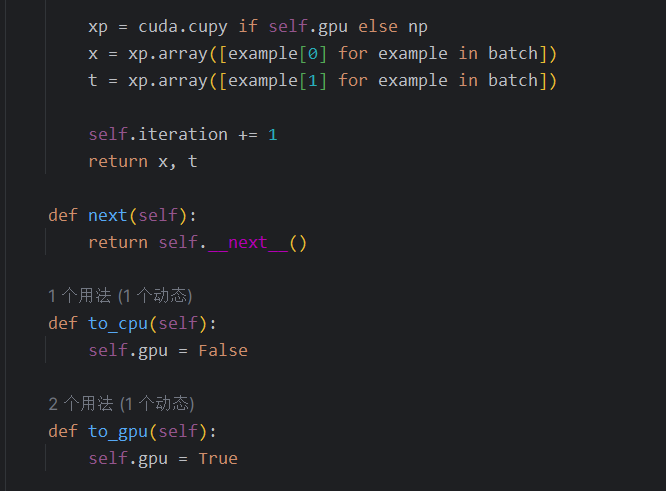 xp = cuda.cupy if self.gpu else np
x = xp.array([example[0] for example in batch])
t = xp.array([example[1] for example in batch])
self.iteration += 1
return x, t
def next(self):
return self.__next__()
1 个用法 (1 个动态)
def to_cpu(self):
self.gpu = False
2 个用法 (1 个动态)
def to_gpu(self):
self.gpu = True